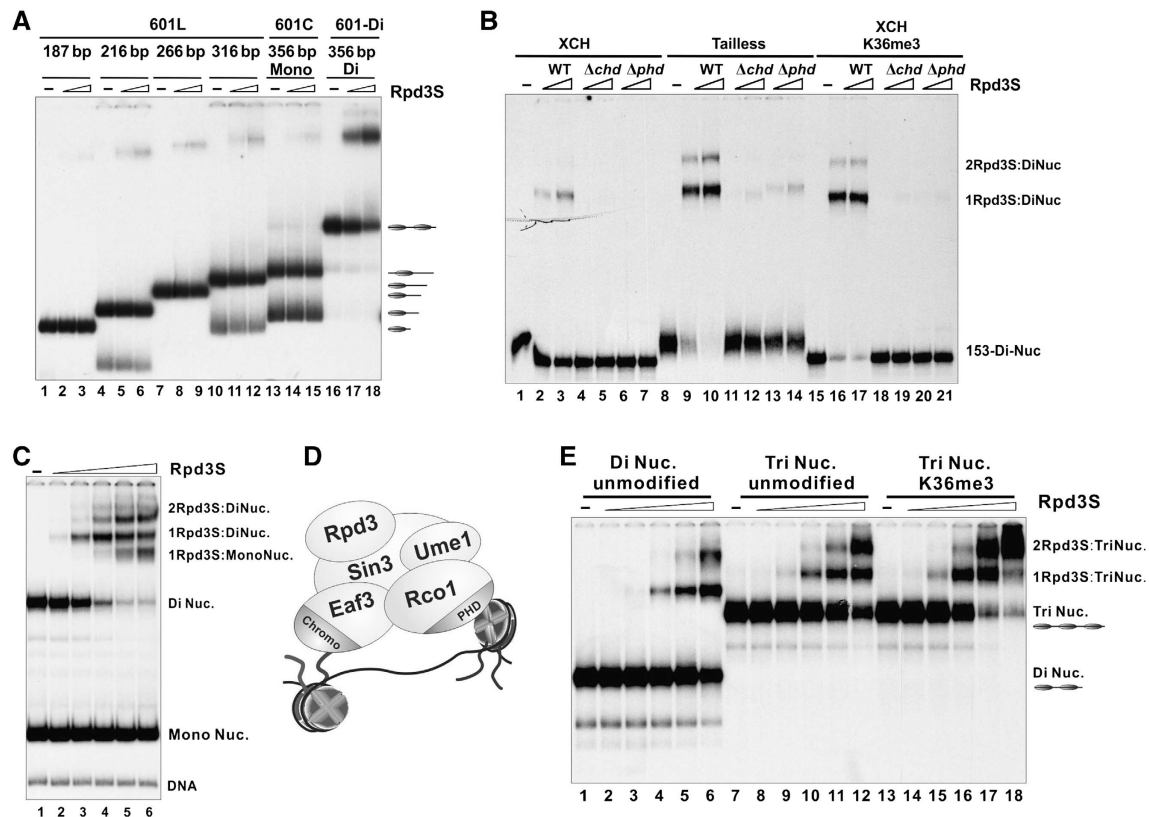 A
601L 601C 601-Di
187 bp 216 bp 266 bp 316 bp 356 bp 356 bp
Mono Di
− − − − − − Rpd3S
1 2 3 4 5 6 7 8 9 10 11 12 13 14 15 16 17 18
B
XCH Tailless XCH
K36me3
WT Δchd Δphd WT Δchd Δphd WT Δchd Δphd
− − − Rpd3S
2Rpd3S:DiNuc
1Rpd3S:DiNuc
153-Di-Nuc
1 2 3 4 5 6 7 8 9 10 11 12 13 14 15 16 17 18 19 20 21
C
− Rpd3S
2Rpd3S:DiNuc.
1Rpd3S:DiNuc.
1Rpd3S:MonoNuc.
Di Nuc.
Mono Nuc.
DNA
1 2 3 4 5 6
D
Rpd3
Ume1
Sin3
Eaf3
Rco1
Chromo
PHD
E
Di Nuc. Tri Nuc. Tri Nuc.
unmodified unmodified K36me3
− − − Rpd3S
2Rpd3S:TriNuc.
1Rpd3S:TriNuc.
Tri Nuc.
Di Nuc.
1 2 3 4 5 6 7 8 9 10 11 12 13 14 15 16 17 18